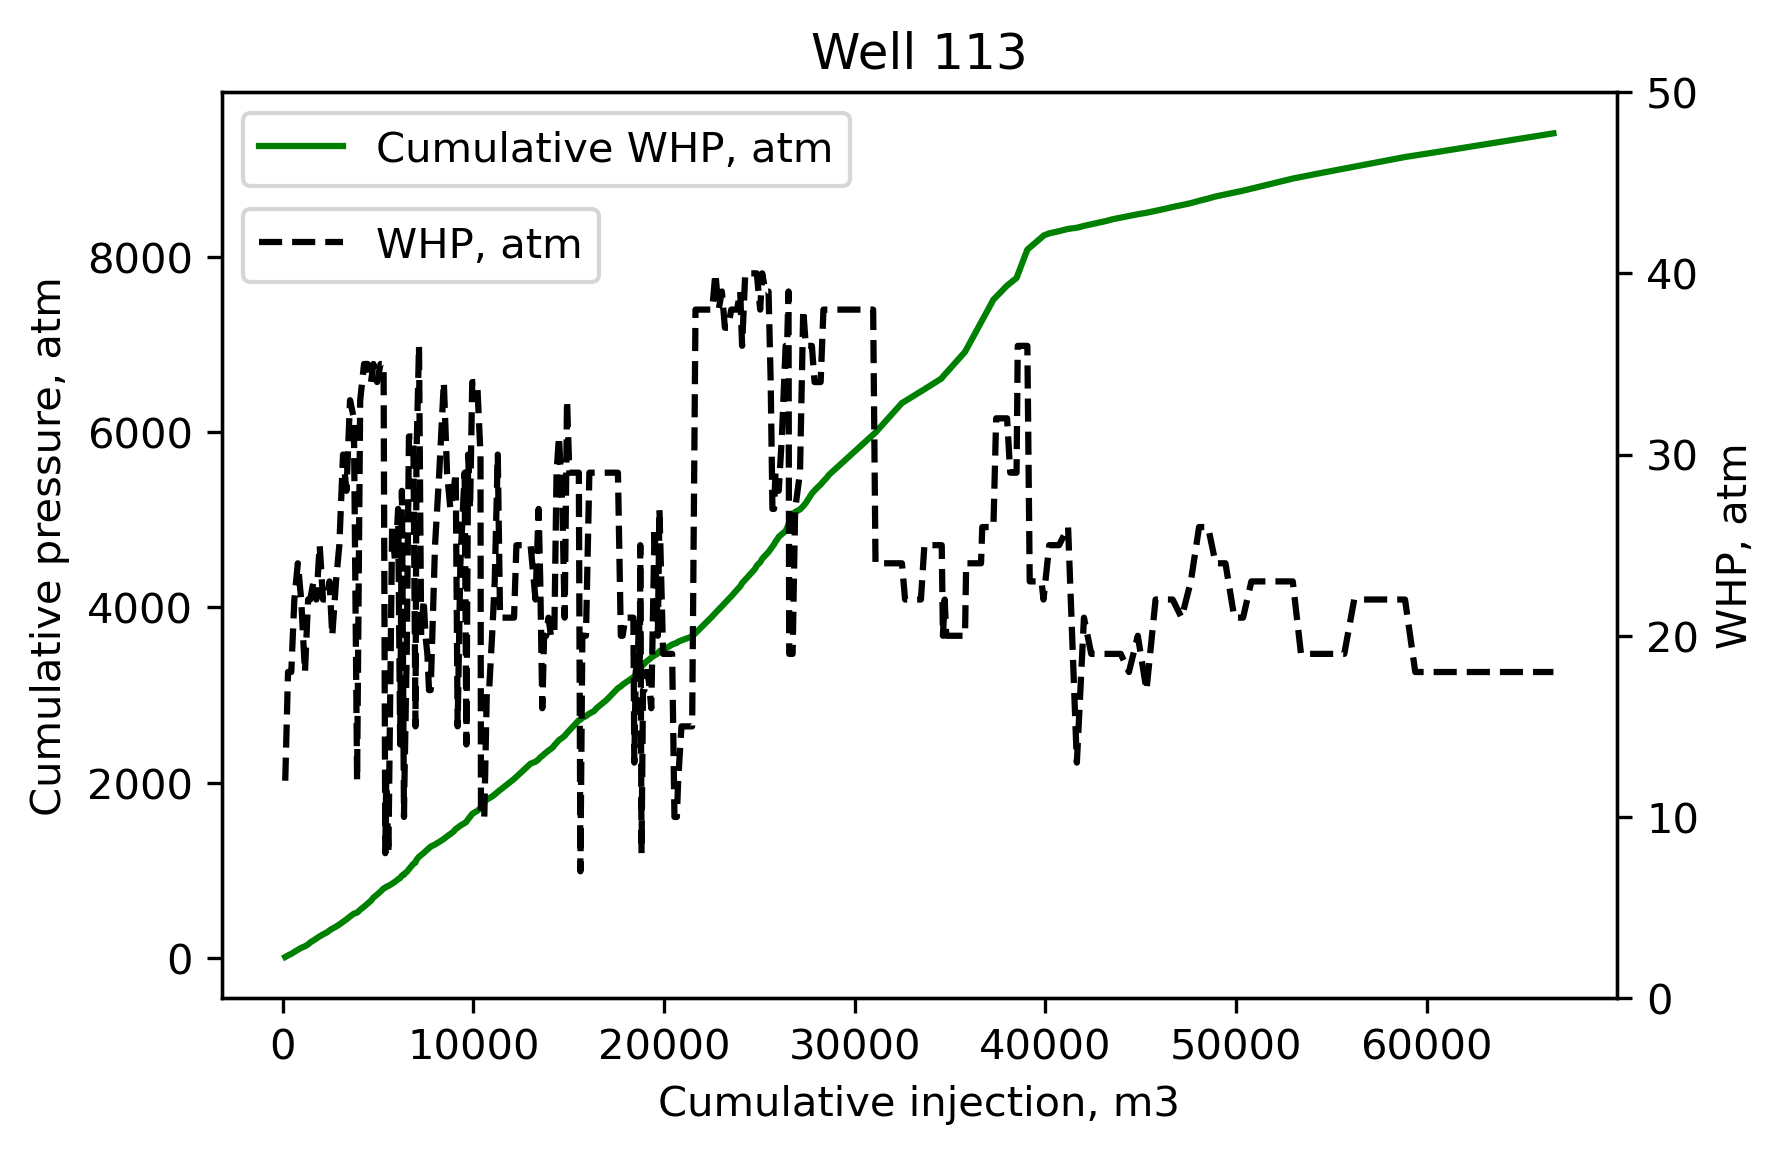 Well 113
Cumulative WHP, atm
WHP, atm
Cumulative pressure, atm
8000
6000
4000
2000
0
50
40
30
20
10
0
WHP, atm
0 10000 20000 30000 40000 50000 60000
Cumulative injection, m3